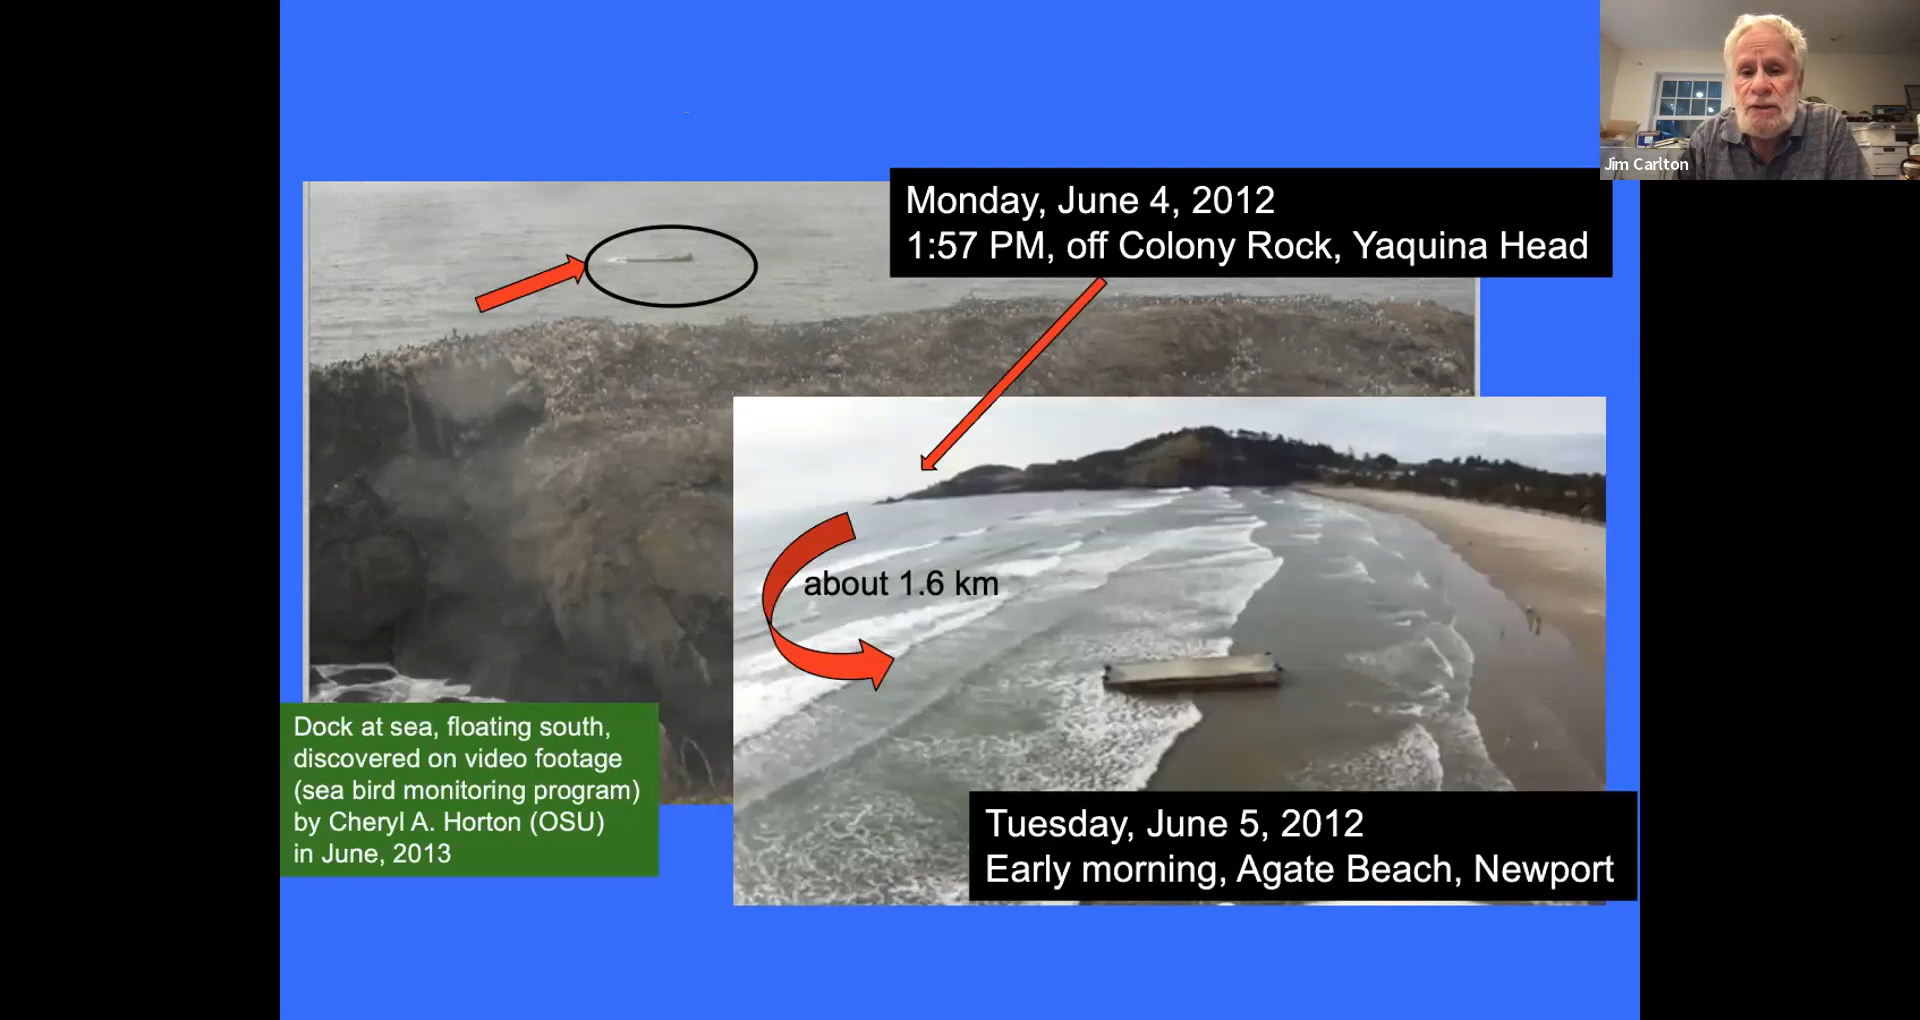 Jim Carlton
Monday, June 4, 2012
1:57 PM, off Colony Rock, Yaquina Head
about 1.6 km
Dock at sea, floating south,
discovered on video footage
(sea bird monitoring program)
by Cheryl A. Horton (OSU)
in June, 2013
Tuesday, June 5, 2012
Early morning, Agate Beach, Newport